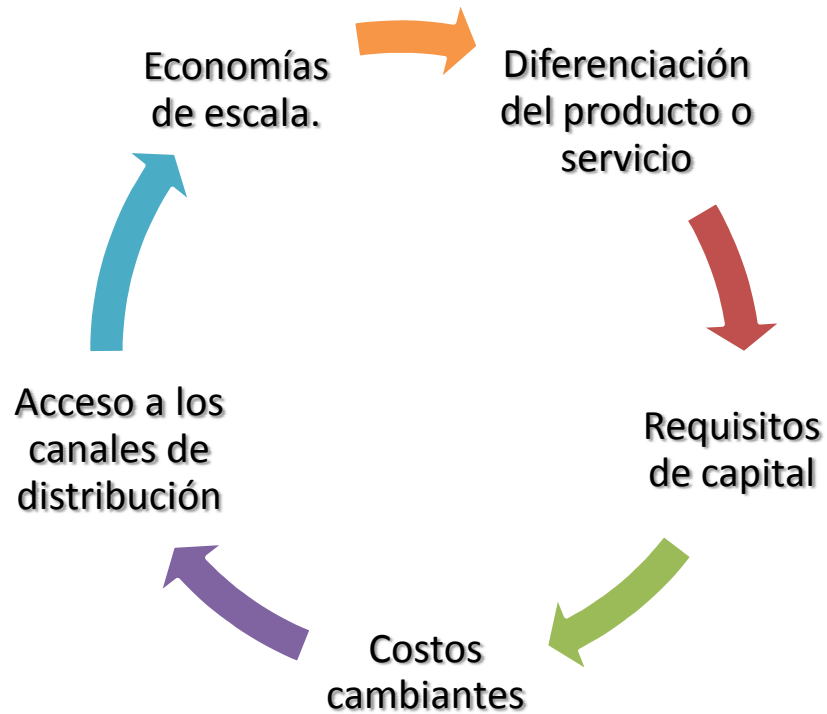 Economías
de escala.
Diferenciación
del producto o
servicio
Requisitos
de capital
Costos
cambiantes
Acceso a los
canales de
distribución